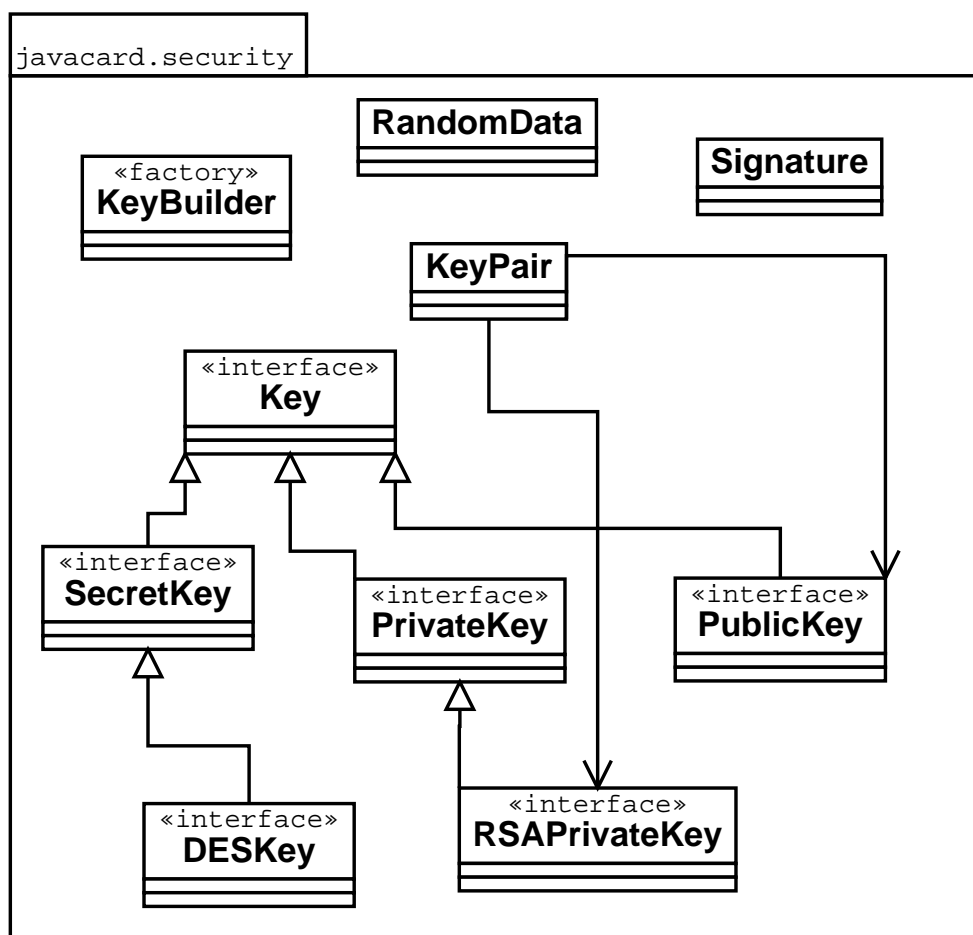 javacard.security
RandomData
Signature
«factory»
KeyBuilder
KeyPair
«interface»
Key
«interface»
SecretKey
«interface»
PrivateKey
«interface»
PublicKey
«interface»
DESKey
«interface»
RSAPrivateKey